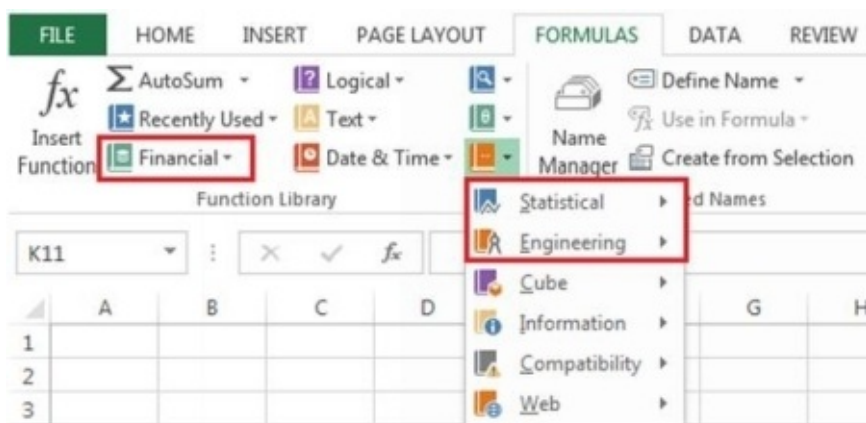 FILE HOME INSERT PAGE LAYOUT FORMULAS DATA REVIEW
fx Insert Function
Σ AutoSum
Recently Used
Financial
? Logical
A Text
Date & Time
θ
Name Manager
Define Name
fx Use in Formula
Create from Selection
Function Library
ed Names
Statistical
Engineering
Cube
Information
Compatibility
Web
K11 fx
A B C D G H
1
2
3